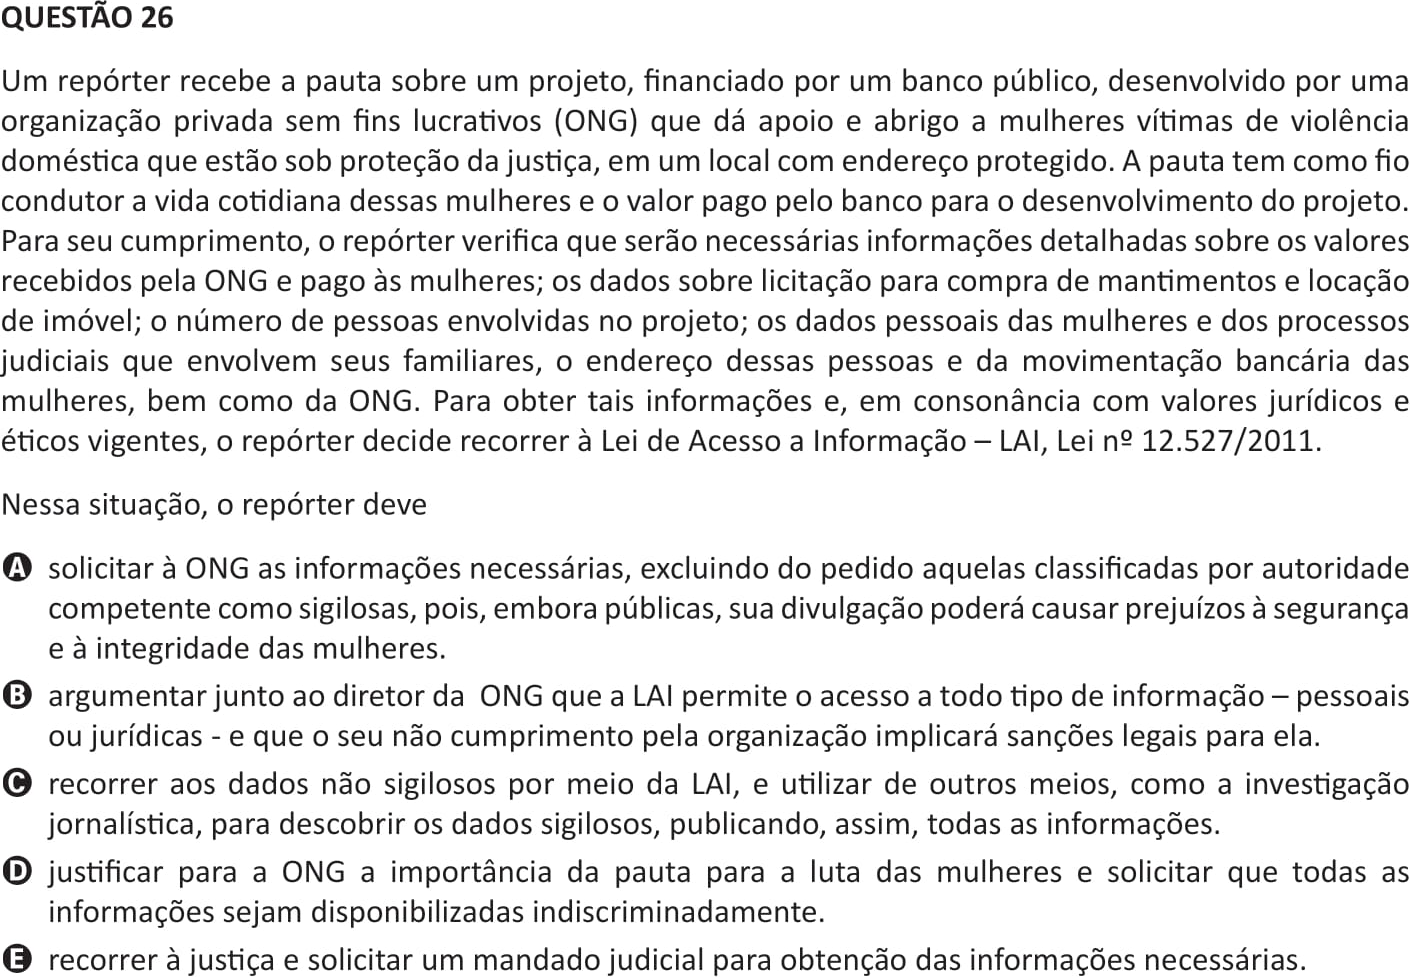 QUESTÃO 26
Um repórter recebe a pauta sobre um projeto, financiado por um banco público, desenvolvido por uma
organização privada sem fins lucrativos (ONG) que dá apoio e abrigo a mulheres vítimas de violência
doméstica que estão sob proteção da justiça, em um local com endereço protegido. A pauta tem como fio
condutor a vida cotidiana dessas mulheres e o valor pago pelo banco para o desenvolvimento do projeto.
Para seu cumprimento, o repórter verifica que serão necessárias informações detalhadas sobre os valores
recebidos pela ONG e pago às mulheres; os dados sobre licitação para compra de mantimentos e locação
de imóvel; o número de pessoas envolvidas no projeto; os dados pessoais das mulheres e dos processos
judiciais que envolvem seus familiares, o endereço dessas pessoas e da movimentação bancária das
mulheres, bem como da ONG. Para obter tais informações e, em consonância com valores jurídicos e
éticos vigentes, o repórter decide recorrer à Lei de Acesso a Informação – LAI, Lei nº 12.527/2011.
Nessa situação, o repórter deve
A solicitar à ONG as informações necessárias, excluindo do pedido aquelas classificadas por autoridade
competente como sigilosas, pois, embora públicas, sua divulgação poderá causar prejuízos à segurança
e à integridade das mulheres.
B argumentar junto ao diretor da ONG que a LAI permite o acesso a todo tipo de informação – pessoais
ou jurídicas - e que o seu não cumprimento pela organização implicará sanções legais para ela.
C recorrer aos dados não sigilosos por meio da LAI, e utilizar de outros meios, como a investigação
jornalística, para descobrir os dados sigilosos, publicando, assim, todas as informações.
D justificar para a ONG a importância da pauta para a luta das mulheres e solicitar que todas as
informações sejam disponibilizadas indiscriminadamente.
E recorrer à justiça e solicitar um mandado judicial para obtenção das informações necessárias.